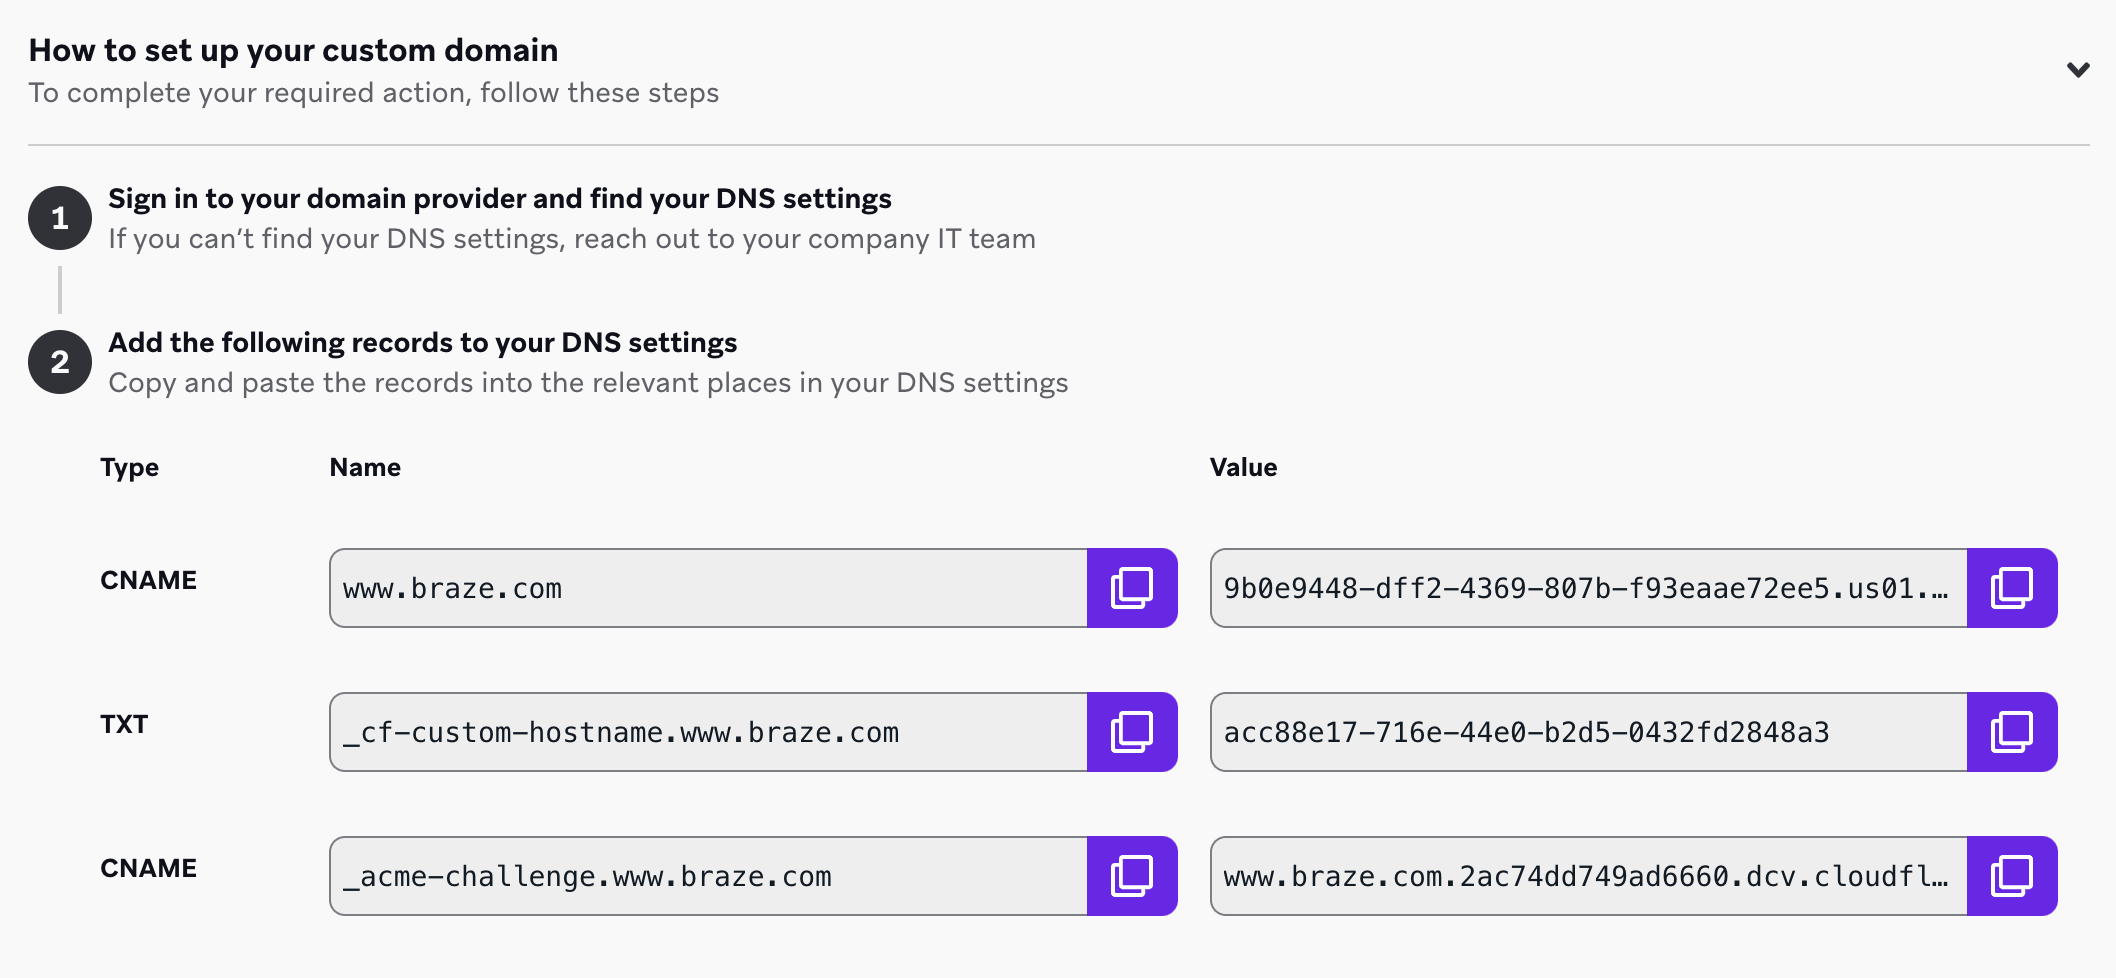 How to set up your custom domain
To complete your required action, follow these steps
1
Sign in to your domain provider and find your DNS settings
If you can’t find your DNS settings, reach out to your company IT team
2
Add the following records to your DNS settings
Copy and paste the records into the relevant places in your DNS settings
Type Name Value
CNAME www.braze.com 9b0e9448-dff2-4369-807b-f93eaae72ee5.us01.…
TXT _cf-custom-hostname.www.braze.com acc88e17-716e-44e0-b2d5-0432fd2848a3
CNAME _acme-challenge.www.braze.com www.braze.com.2ac74dd749ad6660.dcv.cloudfl…